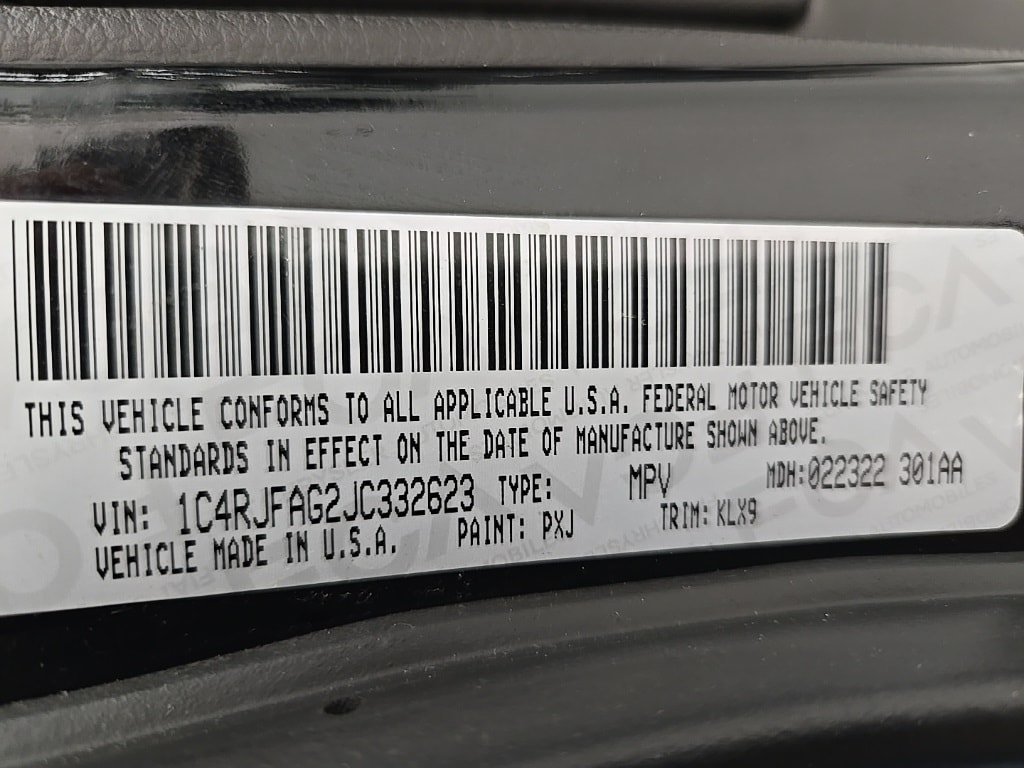 THIS VEHICLE CONFORMS TO ALL APPLICABLE U.S.A. FEDERAL MOTOR VEHICLE SAFETY
STANDARDS IN EFFECT ON THE DATE OF MANUFACTURE SHOWN ABOVE.
VIN: 1C4RJFAG2JC332623 TYPE: MPV MDH:022322 301AA
VEHICLE MADE IN U.S.A. PAINT: PXJ TRIM: KLX9